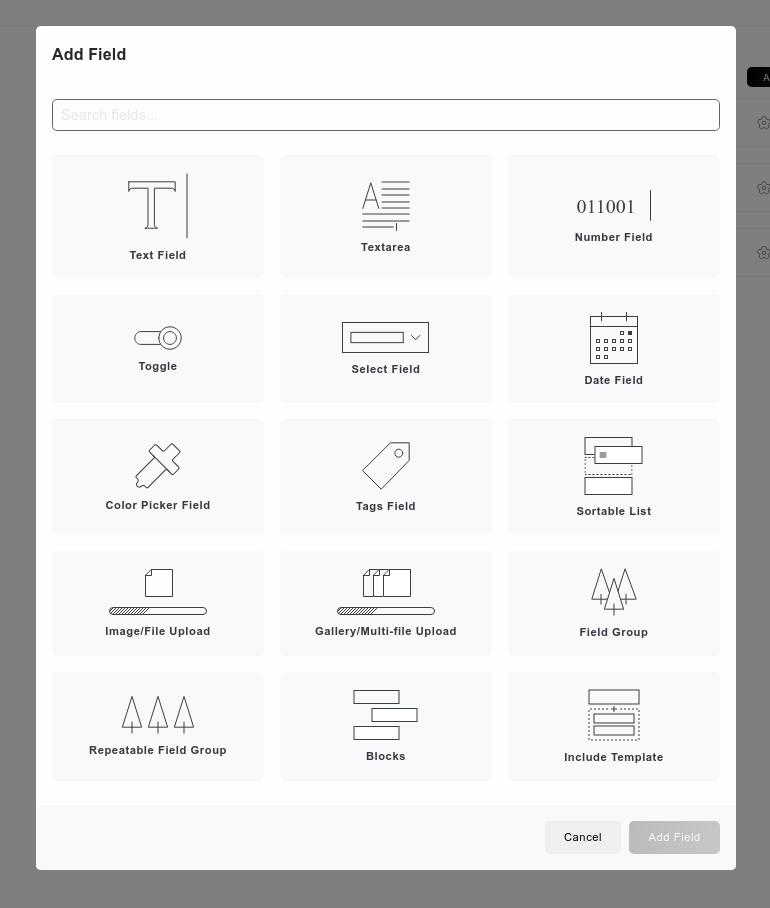 Add Field
A
Search fields...
Text Field
Textarea
011001
Number Field
Toggle
Select Field
Date Field
Color Picker Field
Tags Field
Sortable List
Image/File Upload
Gallery/Multi-file Upload
Field Group
Repeatable Field Group
Blocks
Include Template
Cancel
Add Field